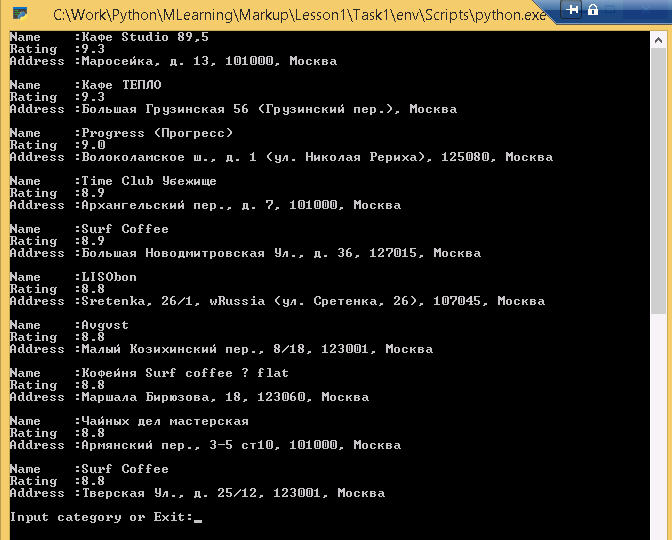 C:\Work\Python\MLearning\Markup\Lesson1\Task1\env\Scripts\python.exe
Name    :Кафе Studio 89,5
Rating  :9.3
Address :Маросейка, д. 13, 101000, Москва
Name    :Кафе ТЕПЛО
Rating  :9.3
Address :Большая Грузинская 56 (Грузинский пер.), Москва
Name    :Progress (Прогресс)
Rating  :9.0
Address :Волоколамское ш., д. 1 (ул. Николая Рериха), 125080, Москва
Name    :Time Club Убежище
Rating  :8.9
Address :Архангельский пер., д. 7, 101000, Москва
Name    :Surf Coffee
Rating  :8.9
Address :Большая Новодмитровская Ул., д. 36, 127015, Москва
Name    :LISObon
Rating  :8.8
Address :Sretenka, 26/1, wRussia (ул. Сретенка, 26), 107045, Москва
Name    :Avgvst
Rating  :8.8
Address :Малый Козихинский пер., 8/18, 123001, Москва
Name    :Кофейня Surf coffee ? flat
Rating  :8.8
Address :Маршала Бирюзова, 18, 123060, Москва
Name    :Чайных дел мастерская
Rating  :8.8
Address :Армянский пер., 3-5 ст10, 101000, Москва
Name    :Surf Coffee
Rating  :8.8
Address :Тверская Ул., д. 25/12, 123001, Москва
Input category or Exit:_